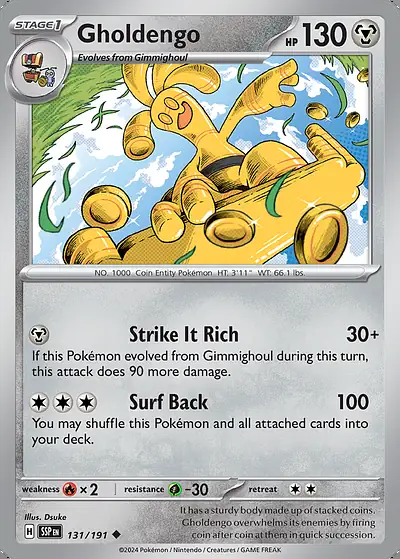 STAGE1
Gholdengo
HP 130
Evolves from Gimmighoul
NO. 1000 Coin Entity Pokémon HT: 3'11" WT: 66.1 lbs.
Strike It Rich 30+
If this Pokémon evolved from Gimmighoul during this turn,
this attack does 90 more damage.
Surf Back 100
You may shuffle this Pokémon and all attached cards into
your deck.
weakness × 2 resistance -30 retreat
Illus. Dsuke
H SSP EN 131/191
It has a sturdy body made up of stacked coins.
Gholdengo overwhelms its enemies by firing
coin after coin at them in quick succession.
©2024 Pokémon / Nintendo / Creatures / GAME FREAK